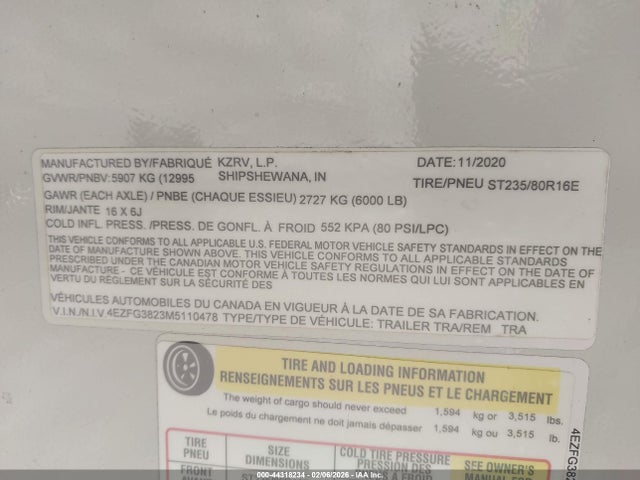 MANUFACTURED BY/FABRIQUÉ KZRV, L.P. DATE: 11/2020
GVWR/PNBV: 5907 KG (12995 SHIPSHEWANA, IN TIRE/PNEU ST235/80R16E
GAWR (EACH AXLE) / PNBE (CHAQUE ESSIEU) 2727 KG (6000 LB)
RIM/JANTE 16 X 6J
COLD INFL. PRESS. /PRESS. DE GONFL. À FROID 552 KPA (80 PSI/LPC)
THIS VEHICLE CONFORMS TO ALL APPLICABLE U.S. FEDERAL MOTOR VEHICLE SAFETY STANDARDS IN EFFECT ON THE
DATE OF MANUFACTURE SHOWN ABOVE. THIS VEHICLE CONFORMS TO ALL APPLICABLE STANDARDS
PRESCRIBED UNDER THE CANADIAN MOTOR VEHICLE SAFETY REGULATIONS IN EFFECT ON THE DATE OF
MANUFACTURE - CE VÉHICULE EST CONFORME À TOUTES LES NORMES QUI LUI SONT APPLICABLES EN
VERTU DU RÉGLEMENT SUR LA SÉCURITÉ DES
VÉHICULES AUTOMOBILES DU CANADA EN VIGUEUR À LA DATE DE SA FABRICATION.
V.I.N./N.I.V 4EZFG3823M5110478 TYPE/TYPE DE VÉHICULE: TRAILER TRA/REM TRA
TIRE AND LOADING INFORMATION
RENSEIGNEMENTS SUR LES PNEUS ET LE CHARGEMENT
The weight of cargo should never exceed 1,594 kg or 3,515 lbs.
Le poids du chargement ne doit jamais dépasser 1,594 kg ou 3,515 lb.
TIRE SIZE COLD TIRE PRESSURE SEE OWNER'S
PNEU DIMENSIONS PRESSION DES
FRONT
4EZFG382
000-44318234 - 02/06/2026 - IAAI.COM